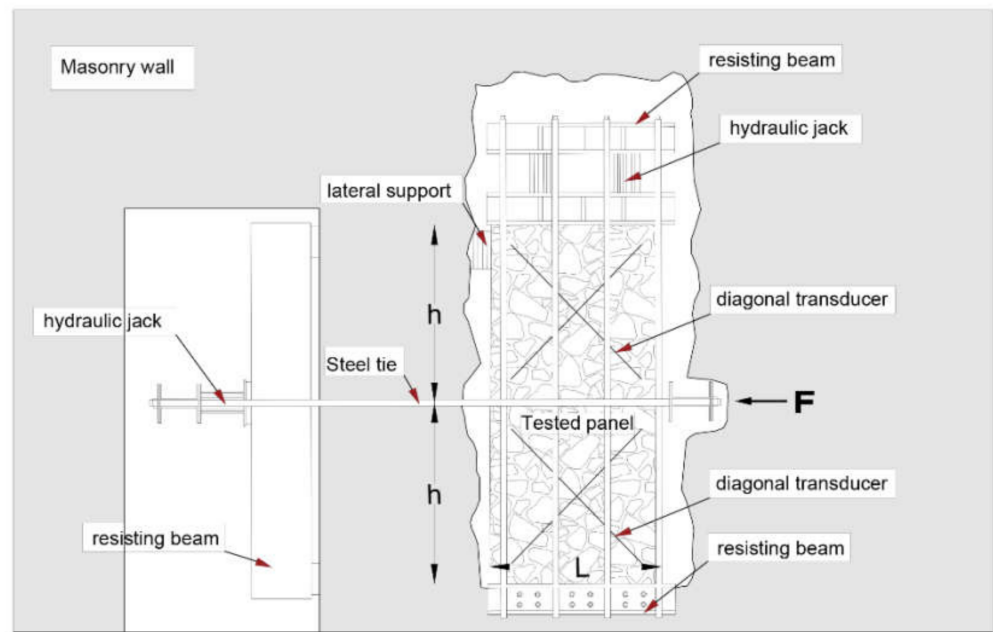 Masonry wall
resisting beam
hydraulic jack
lateral support
h
diagonal transducer
hydraulic jack
Steel tie
F
Tested panel
h
diagonal transducer
resisting beam
resisting beam
L